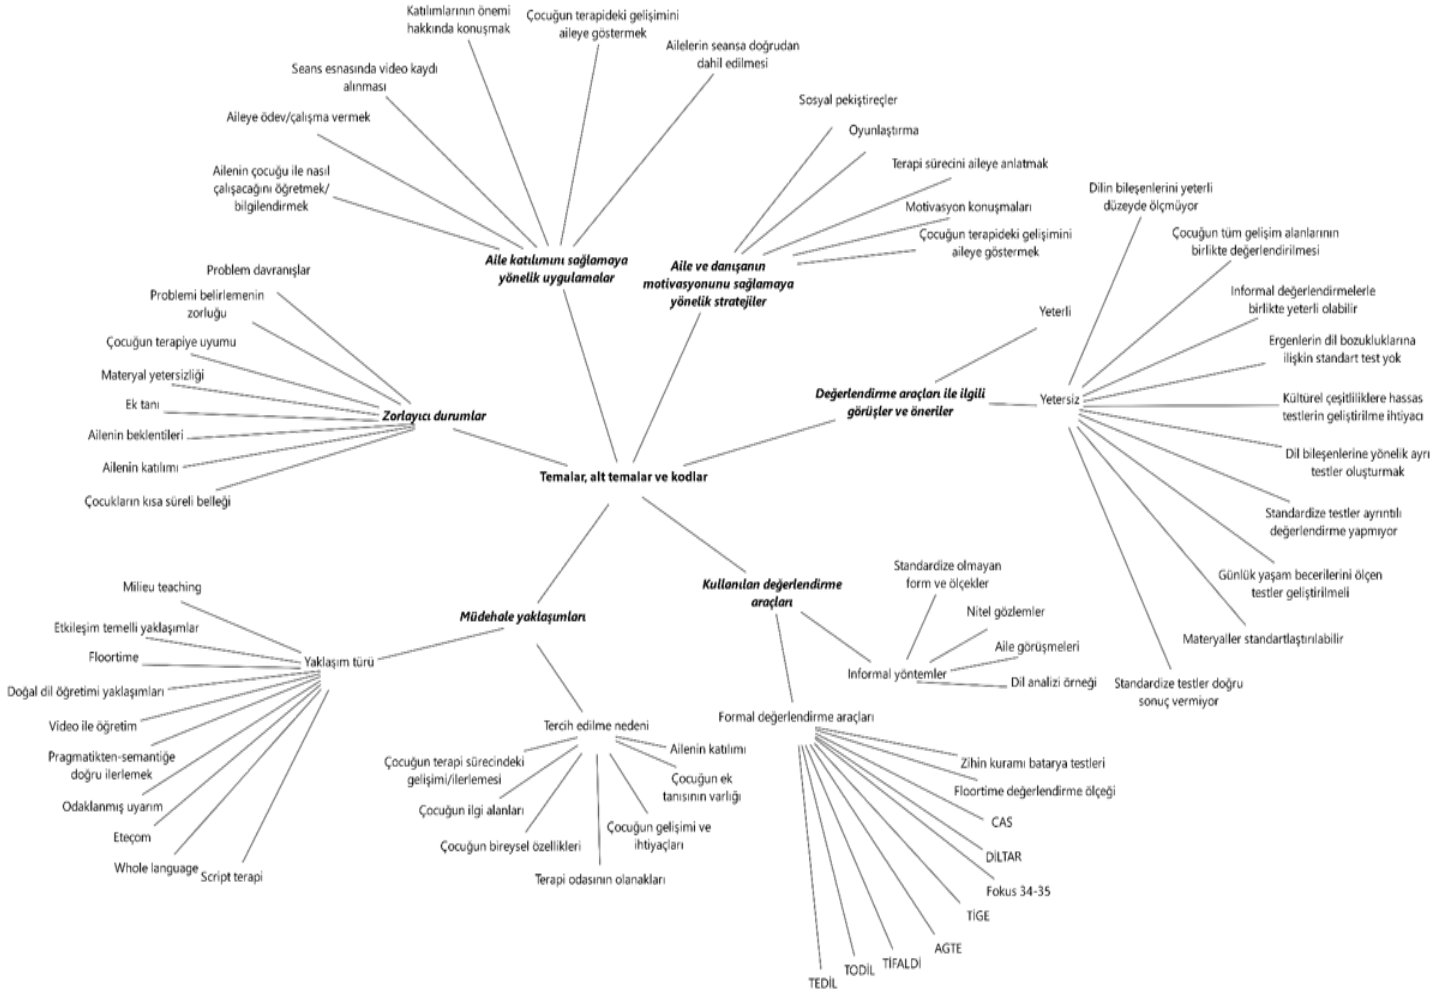 Katılımlarının önemi
hakkında konuşmak
Çocuğun terapideki gelişimini
aileye göstermek
Ailelerin seansa doğrudan
dahil edilmesi
Seans esnasında video kaydı
alınması
Aileye ödev/çalışma vermek
Ailenin çocuğu ile nasıl
çalışacağını öğretmek/
bilgilendirmek
Aile katılımını sağlamaya
yönelik uygulamalar
Sosyal pekiştireçler
Oyunlaştırma
Terapi sürecini aileye anlatmak
Motivasyon konuşmaları
Çocuğun terapideki gelişimini
aileye göstermek
Aile ve danışanın
motivasyonunu sağlamaya
yönelik stratejiler
Problem davranışlar
Problemi belirlemenin
zorluğu
Çocuğun terapiye uyumu
Materyal yetersizliği
Ek tanı
Ailenin beklentileri
Ailenin katılımı
Çocukların kısa süreli belleği
Zorlayıcı durumlar
Yeterli
Değerlendirme araçları ile ilgili
görüşler ve öneriler
Yetersiz
Dilin bileşenlerini yeterli
düzeyde ölçmüyor
Çocuğun tüm gelişim alanlarının
birlikte değerlendirilmesi
Informal değerlendirmelerle
birlikte yeterli olabilir
Ergenlerin dil bozukluklarına
ilişkin standart test yok
Kültürel çeşitliliklere hassas
testlerin geliştirilme ihtiyacı
Dil bileşenlerine yönelik ayrı
testler oluşturmak
Standardize testler ayrıntılı
değerlendirme yapmıyor
Günlük yaşam becerilerini ölçen
testler geliştirilmeli
Materyaller standartlaştırılabilir
Standardize testler doğru
sonuç vermiyor
Temalar, alt temalar ve kodlar
Müdehale yaklaşımları
Yaklaşım türü
Milieu teaching
Etkileşim temelli yaklaşımlar
Floortime
Doğal dil öğretimi yaklaşımları
Video ile öğretim
Pragmatikten-semantiğe
doğru ilerlemek
Odaklanmış uyarım
Eteçom
Whole language
Script terapi
Tercih edilme nedeni
Çocuğun terapi sürecindeki
gelişimi/ilerlemesi
Çocuğun ilgi alanları
Çocuğun bireysel özellikleri
Terapi odasının olanakları
Çocuğun gelişimi ve
ihtiyaçları
Çocuğun ek
tanısının varlığı
Ailenin katılımı
Kullanılan değerlendirme
araçları
Standardize olmayan
form ve ölçekler
Nitel gözlemler
Aile görüşmeleri
Dil analizi örneği
Informal yöntemler
Formal değerlendirme araçları
Zihin kuramı batarya testleri
Floortime değerlendirme ölçeği
CAS
DİLTAR
Fokus 34-35
TİGE
AGTE
TİFALDİ
TODİL
TEDİL